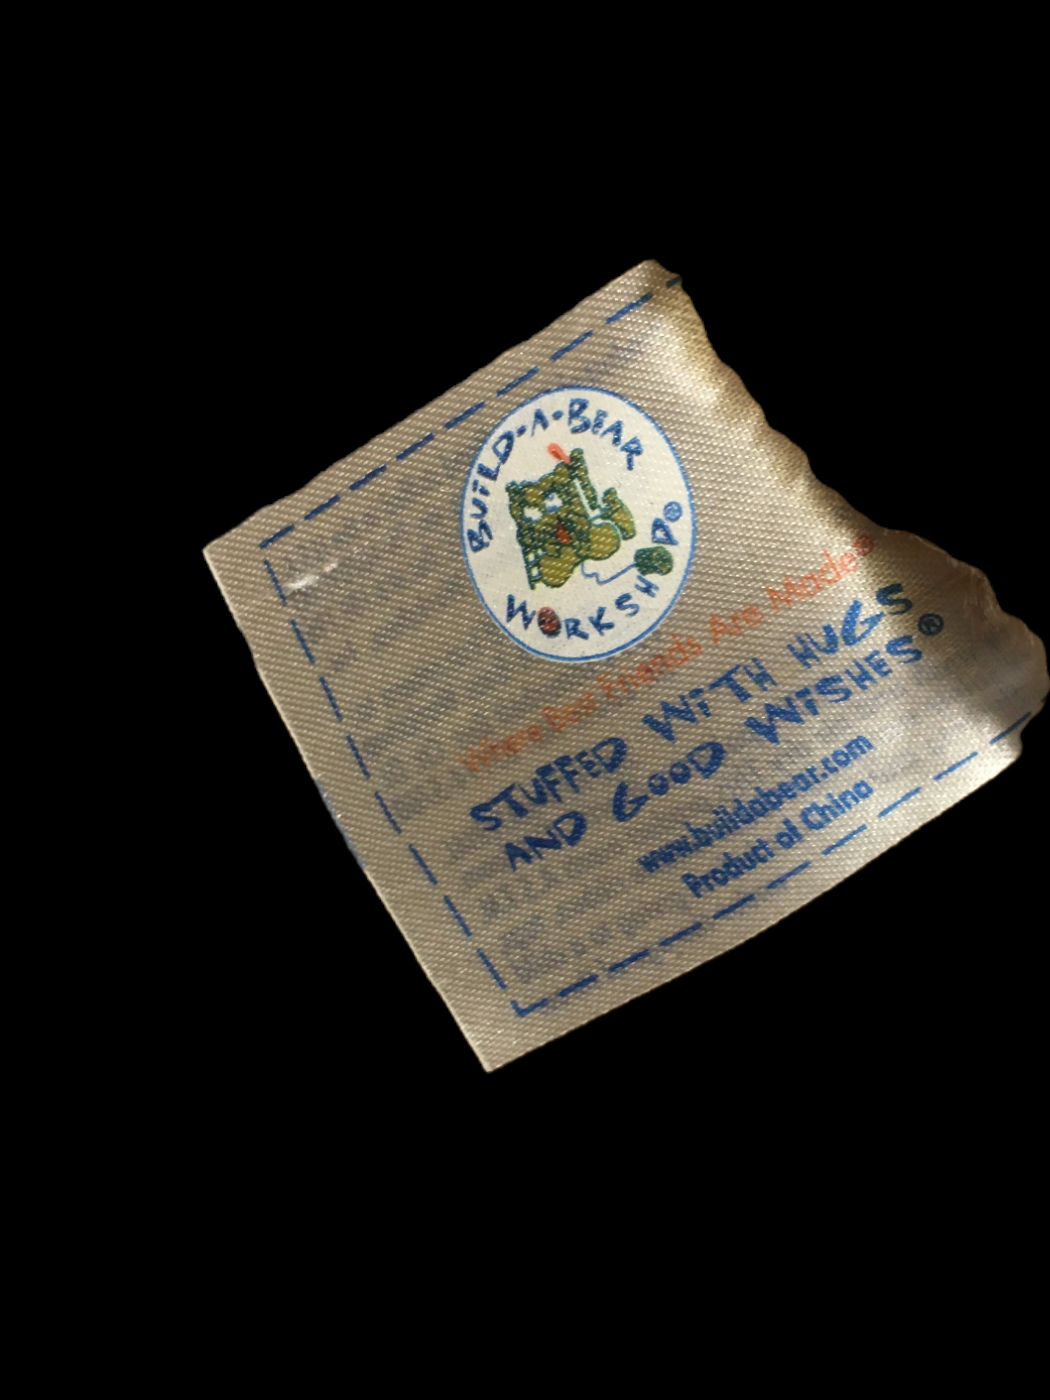 BUiLD-A-BEAR
WORKSHOP®
Where Best Friends Are Made®
STUFFED WiTH HUGS
AND GOOD WiSHES®
www.buildabear.com
Product of China